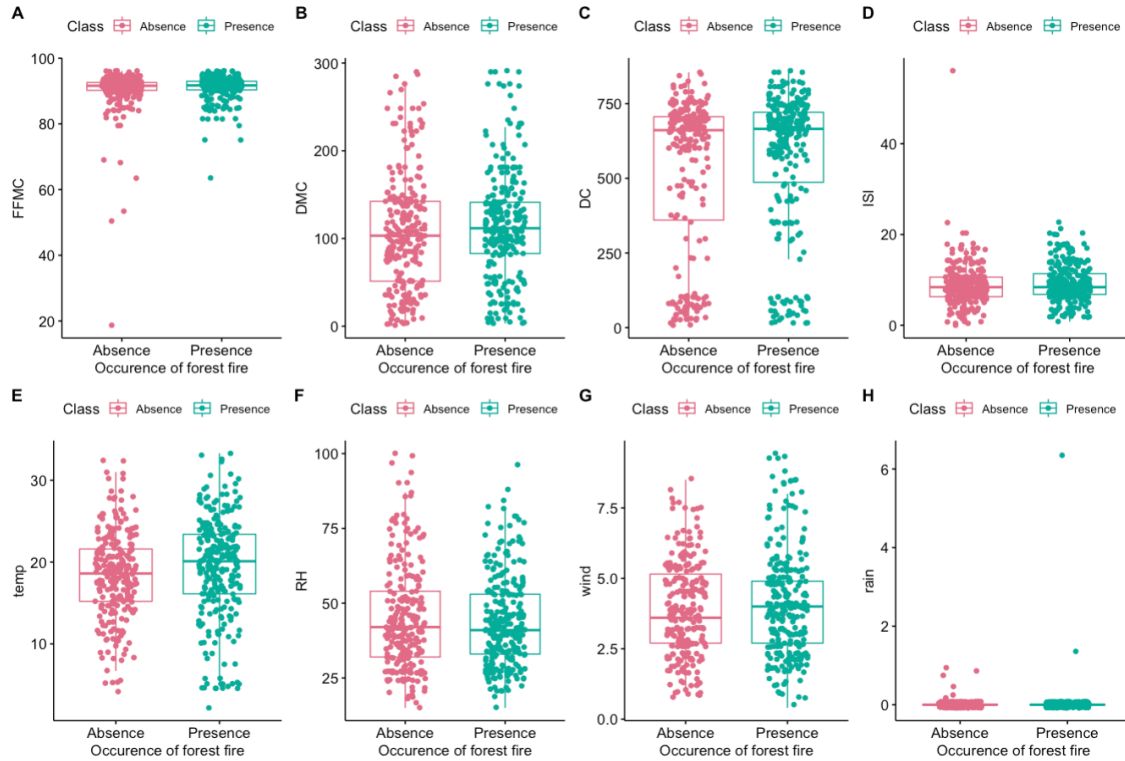 A
Class Absence Presence
FFMC
100
80
60
40
20
Absence Presence
Occurence of forest fire
B
Class Absence Presence
DMC
300
200
100
0
Absence Presence
Occurence of forest fire
C
Class Absence Presence
DC
750
500
250
0
Absence Presence
Occurence of forest fire
D
Class Absence Presence
ISI
40
20
0
Absence Presence
Occurence of forest fire
E
Class Absence Presence
temp
30
20
10
Absence Presence
Occurence of forest fire
F
Class Absence Presence
RH
100
75
50
25
Absence Presence
Occurence of forest fire
G
Class Absence Presence
wind
7.5
5.0
2.5
0.0
Absence Presence
Occurence of forest fire
H
Class Absence Presence
rain
6
4
2
0
Absence Presence
Occurence of forest fire